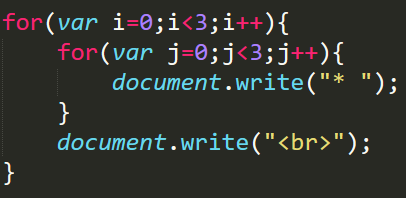 for(var i=0;i<3;i++){
    for(var j=0;j<3;j++){
        document.write("* ");
    }
    document.write("<br>");
}